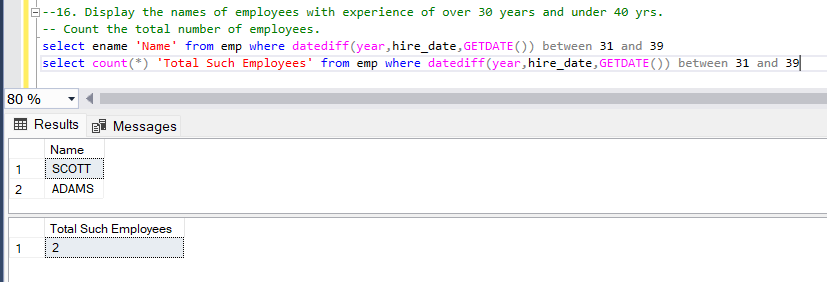 --16. Display the names of employees with experience of over 30 years and under 40 yrs.
-- Count the total number of employees.
select ename 'Name' from emp where datediff(year,hire_date,GETDATE()) between 31 and 39
select count(*) 'Total Such Employees' from emp where datediff(year,hire_date,GETDATE()) between 31 and 39
80 %
Results Messages
Name
1 SCOTT
2 ADAMS
Total Such Employees
1 2